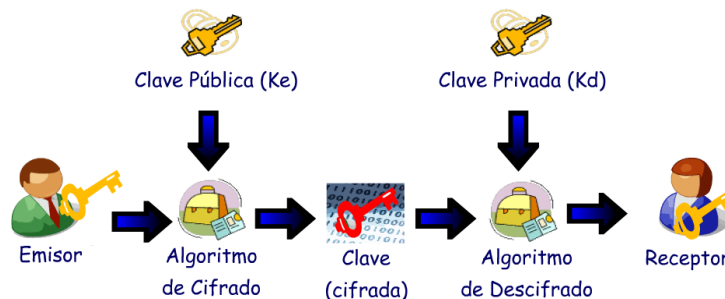 Clave Pública (Ke)
Clave Privada (Kd)
Emisor
Algoritmo
de Cifrado
Clave
(cifrada)
Algoritmo
de Descifrado
Receptor